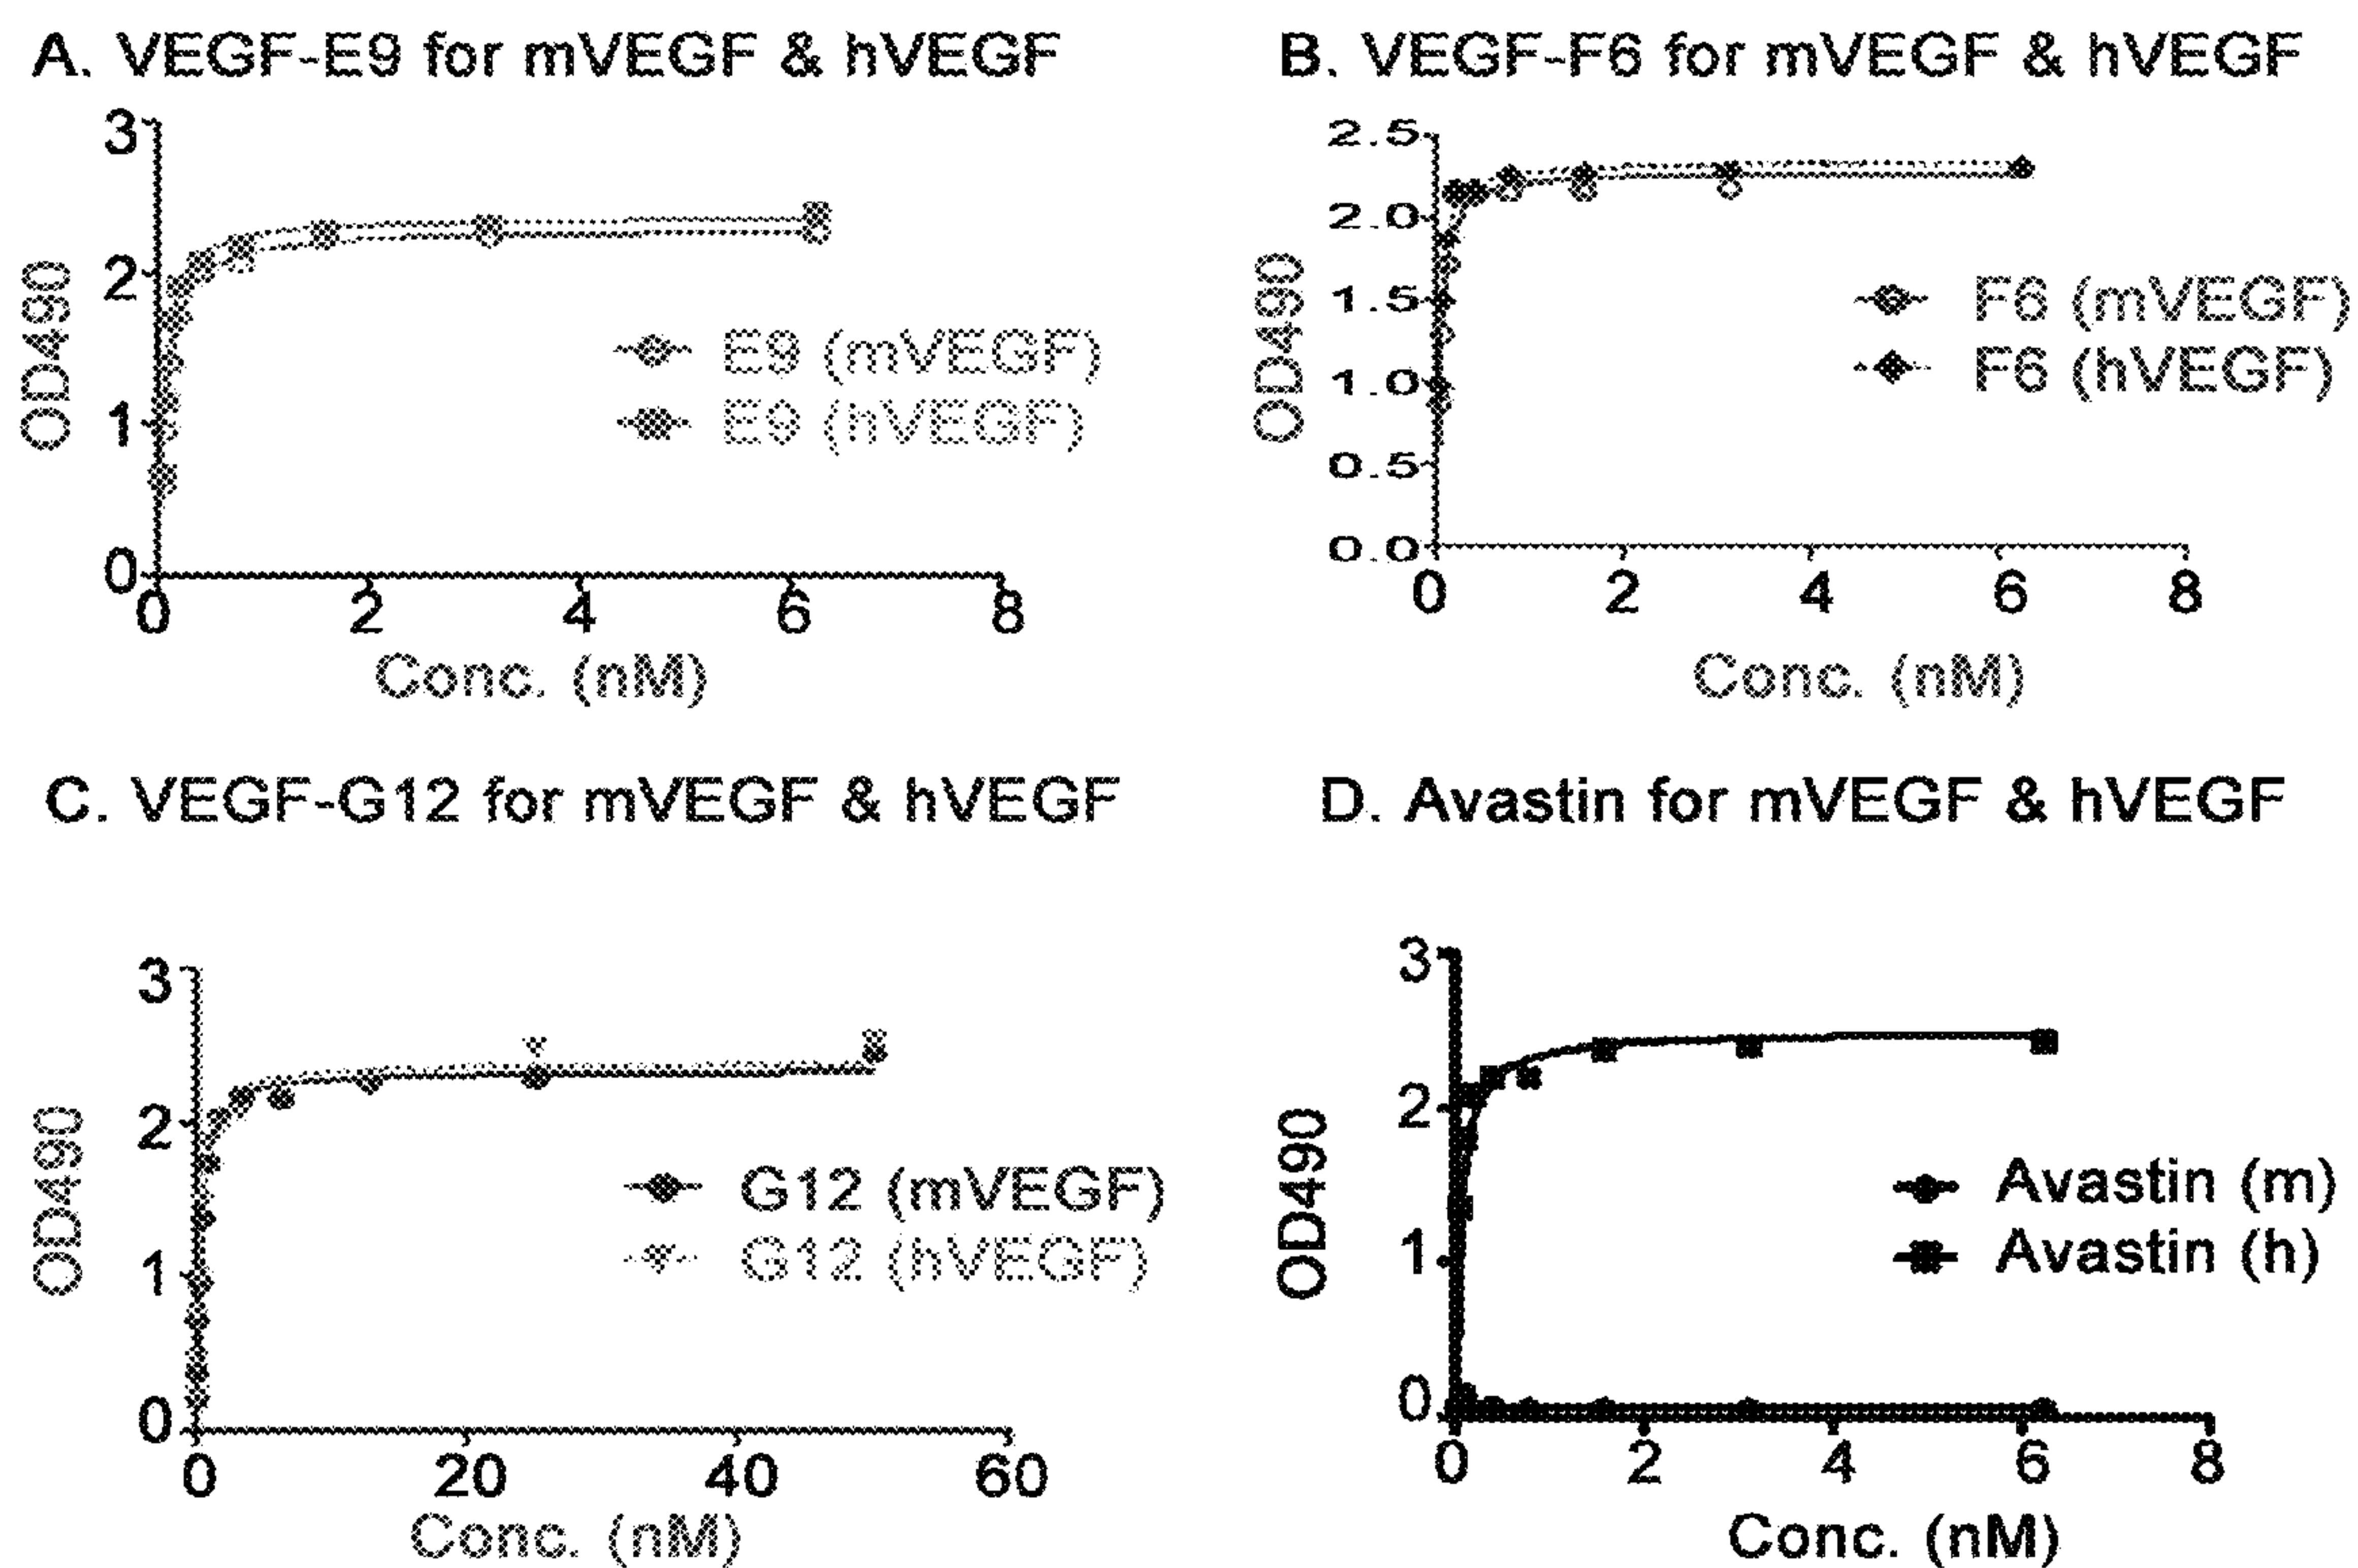 A. VEGF-E9 for mVEGF & hVEGF
3
2
1
0
OD490
E9 (mVEGF)
E9 (hVEGF)
0 2 4 6 8
Conc. (nM)
B. VEGF-F6 for mVEGF & hVEGF
2.5
2.0
1.5
1.0
0.5
0.0
OD490
F6 (mVEGF)
F6 (hVEGF)
0 2 4 6 8
Conc. (nM)
C. VEGF-G12 for mVEGF & hVEGF
3
2
1
0
OD490
G12 (mVEGF)
G12 (hVEGF)
0 20 40 60
Conc. (nM)
D. Avastin for mVEGF & hVEGF
3
2
1
0
OD490
Avastin (m)
Avastin (h)
0 2 4 6 8
Conc. (nM)